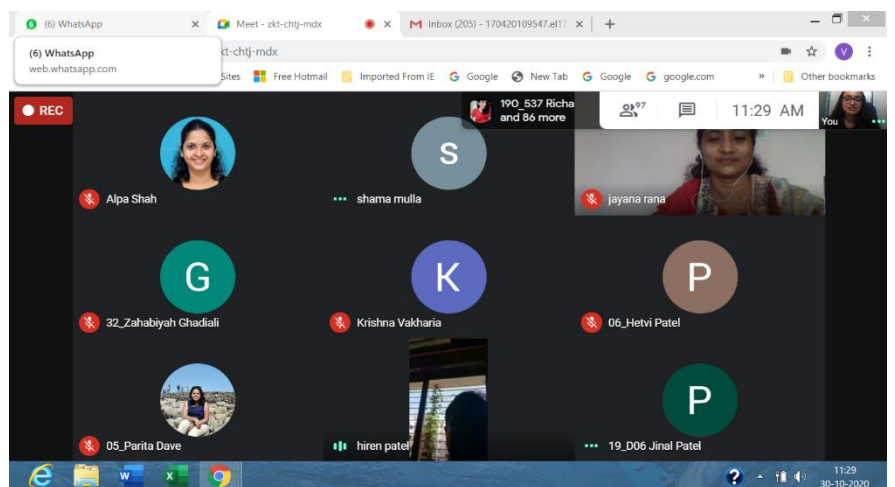 (6) WhatsApp
Meet - zkt-chtj-mdx
Inbox (205) - 170420109547.el17
(6) WhatsApp
web.whatsapp.com
kt-chtj-mdx
V
Sites
Free Hotmail
Imported From IE
Google
New Tab
Google
google.com
»
Other bookmarks
REC
190_537 Richa
and 86 more
97
11:29 AM
You
Alpa Shah
S
shama mulla
jayana rana
G
32_Zahabiyah Ghadiali
K
Krishna Vakharia
P
06_Hetvi Patel
05_Parita Dave
hiren patel
P
19_D06 Jinal Patel
11:29
30-10-2020